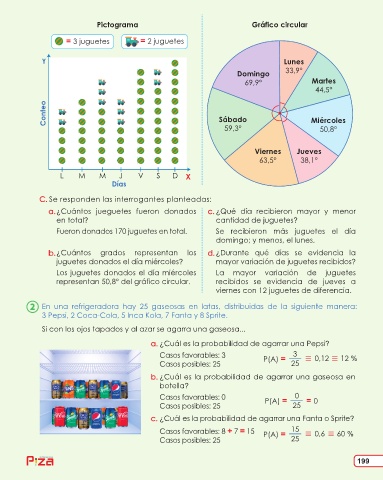 Pictograma
Gráfico circular
= 3 juguetes
= 2 juguetes
Y
Canteo
L M M J V S D X
Días
Lunes
33,9°
Martes
44,5°
Miércoles
50,8°
Jueves
38,1°
Viernes
63,5°
Sábado
59,3°
Domingo
69,9°
C. Se responden las interrogantes planteadas:
a. ¿Cuántos jueguetes fueron donados
en total?
Fueron donados 170 juguetes en total.
b. ¿Cuántos grados representan los
juguetes donados el día miércoles?
Los juguetes donados el día miércoles
representan 50,8° del gráfico circular.
c. ¿Qué día recibieron mayor y menor
cantidad de juguetes?
Se recibieron más juguetes el día
domingo; y menos, el lunes.
d. ¿Durante qué días se evidencia la
mayor variación de juguetes recibidos?
La mayor variación de juguetes
recibidos se evidencia de jueves a
viernes con 12 juguetes de diferencia.
2 En una refrigeradora hay 25 gaseosas en latas, distribuidas de la siguiente manera:
3 Pepsi, 2 Coca-Cola, 5 Inca Kola, 7 Fanta y 8 Sprite.
Si con los ojos tapados y al azar se agarra una gaseosa...
a. ¿Cuál es la probabilidad de agarrar una Pepsi?
Casos favorables: 3
Casos posibles: 25
P(A) = 3/25 ≡ 0,12 ≡ 12 %
b. ¿Cuál es la probabilidad de agarrar una gaseosa en
botella?
Casos favorables: 0
Casos posibles: 25
P(A) = 0/25 = 0
c. ¿Cuál es la probabilidad de agarrar una Fanta o Sprite?
Casos favorables: 8 + 7 = 15
Casos posibles: 25
P(A) = 15/25 ≡ 0,6 ≡ 60 %
199